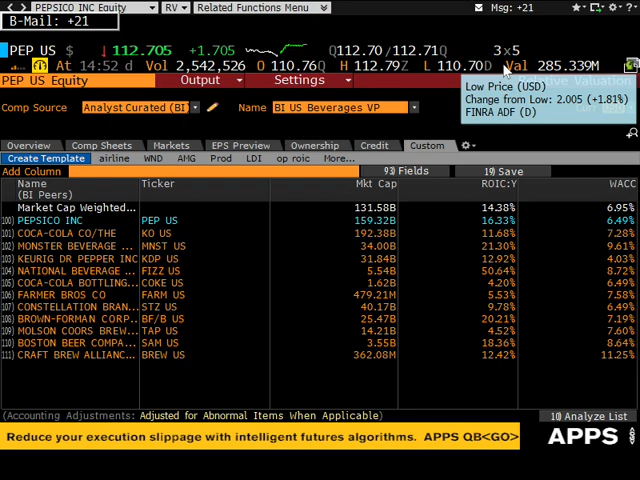 PEPSICO INC Equity RV Related Functions Menu Msg: +21
B-Mail: +21
PEP US $ ↓112.705 +1.705 Q112.70/112.71Q 3x5
At 14:52 d Vol 2,542,526 O 110.76Q H 112.79Z L 110.70D Val 285.339M
PEP US Equity Output Settings Relative Valuation
Low Price (USD)
Change from Low: 2.005 (+1.81%)
FINRA ADF (D)
Comp Source Analyst Curated (BI) Name BI US Beverages VP
Overview Comp Sheets Markets EPS Preview Ownership Credit Custom
Create Template airline WND AMG Prod LDI op roic More...
Add Column 93) Fields 19) Save
Name Ticker Mkt Cap ROIC:Y WACC
(BI Peers)
Market Cap Weighted... 131.58B 14.38% 6.95%
100) PEPSICO INC PEP US 159.32B 16.33% 6.49%
101) COCA-COLA CO/THE KO US 192.38B 11.68% 7.28%
102) MONSTER BEVERAGE ... MNST US 34.00B 21.30% 9.61%
103) KEURIG DR PEPPER INC KDP US 31.84B 12.92% 4.03%
104) NATIONAL BEVERAGE ... FIZZ US 5.54B 50.64% 8.72%
105) COCA-COLA BOTTLING... COKE US 1.62B 4.20% 6.49%
106) FARMER BROS CO FARM US 479.21M 5.53% 7.58%
107) CONSTELLATION BRAN... STZ US 40.17B 9.78% 6.49%
108) BROWN-FORMAN CORP... BF/B US 25.47B 20.21% 7.19%
109) MOLSON COORS BREW... TAP US 14.21B 4.52% 7.60%
110) BOSTON BEER COMPA... SAM US 3.55B 18.36% 8.64%
111) CRAFT BREW ALLIANC... BREW US 362.08M 12.42% 11.25%
(Accounting Adjustments: Adjusted for Abnormal Items When Applicable) 10) Analyze List
Reduce your execution slippage with intelligent futures algorithms. APPS QB<GO> APPS